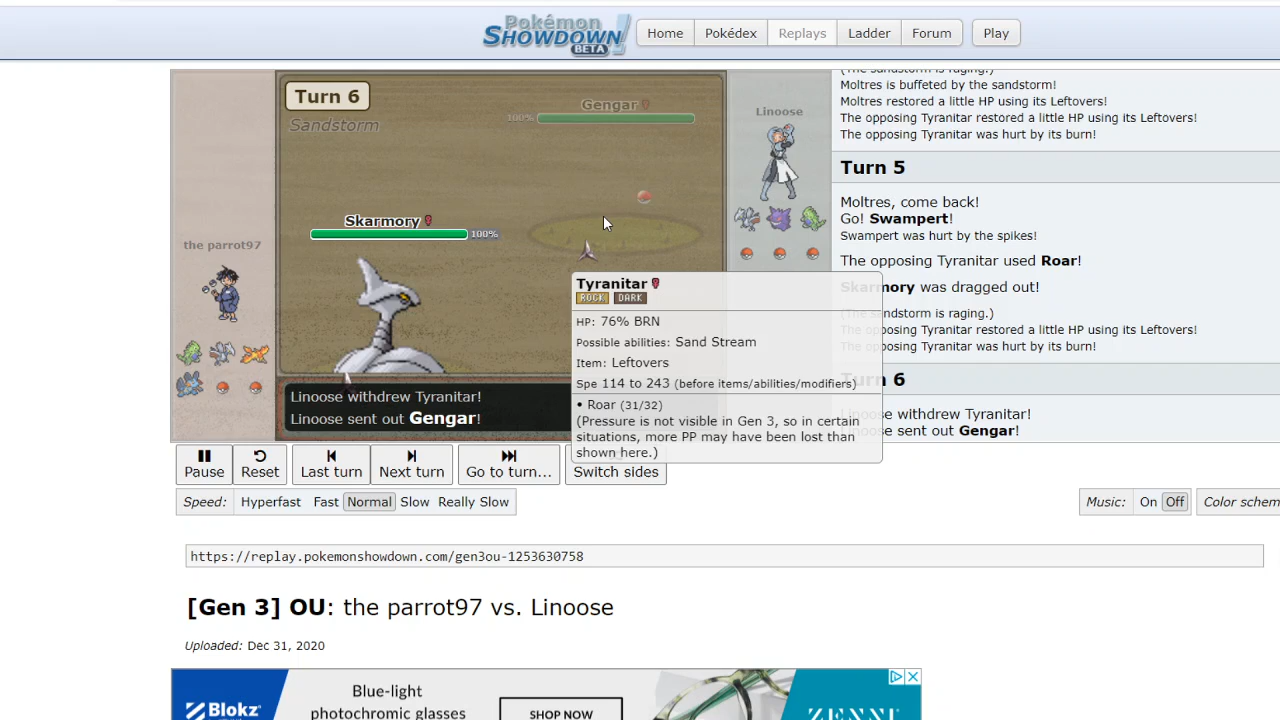 Pokémon
SHOWDOWN!
BETA
Home
Pokédex
Replays
Ladder
Forum
Play
Turn 6
Sandstorm
Gengar
100%
Skarmory
100%
the parrot97
Linoose
Linoose withdrew Tyranitar!
Linoose sent out Gengar!
Tyranitar
ROCK DARK
HP: 76% BRN
Possible abilities: Sand Stream
Item: Leftovers
Spe 114 to 243 (before items/abilities/modifiers)
• Roar (31/32)
(Pressure is not visible in Gen 3, so in certain
situations, more PP may have been lost than
shown here.)
(The sandstorm is raging.)
Moltres is buffeted by the sandstorm!
Moltres restored a little HP using its Leftovers!
The opposing Tyranitar restored a little HP using its Leftovers!
The opposing Tyranitar was hurt by its burn!
Turn 5
Moltres, come back!
Go! Swampert!
Swampert was hurt by the spikes!
The opposing Tyranitar used Roar!
Skarmory was dragged out!
(The sandstorm is raging.)
The opposing Tyranitar restored a little HP using its Leftovers!
The opposing Tyranitar was hurt by its burn!
Turn 6
Linoose withdrew Tyranitar!
Linoose sent out Gengar!
Pause
Reset
Last turn
Next turn
Go to turn...
Switch sides
Speed: Hyperfast Fast Normal Slow Really Slow
Music: On Off
Color schem
https://replay.pokemonshowdown.com/gen3ou-1253630758
[Gen 3] OU: the parrot97 vs. Linoose
Uploaded: Dec 31, 2020
Blokz
Blue-light
photochromic glasses
SHOP NOW
ZENNI